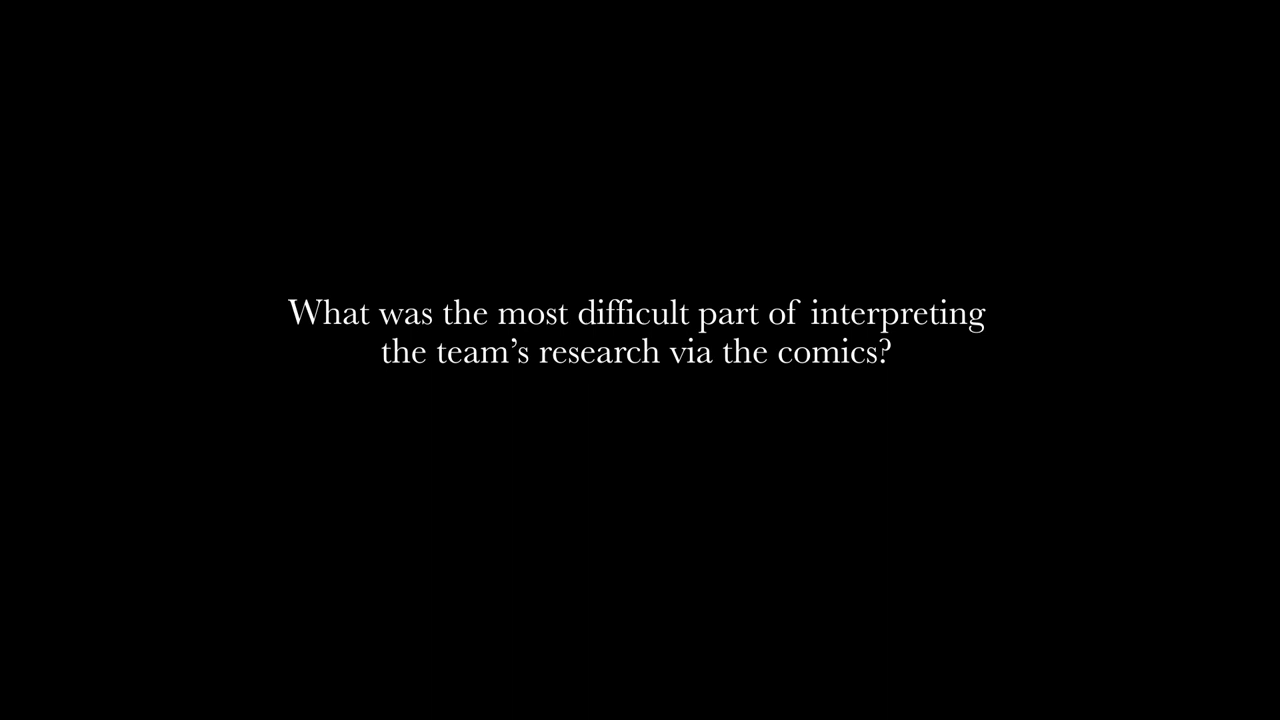 What was the most difficult part of interpreting
the team’s research via the comics?